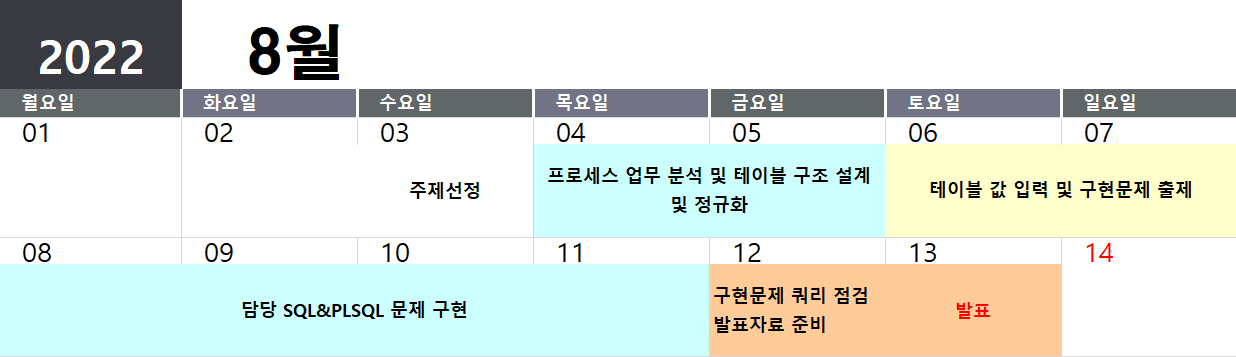 2022 8월
월요일 화요일 수요일 목요일 금요일 토요일 일요일
01 02 03 04 05 06 07
주제선정
프로세스 업무 분석 및 테이블 구조 설계
및 정규화
테이블 값 입력 및 구현문제 출제
08 09 10 11 12 13 14
담당 SQL&PLSQL 문제 구현
구현문제 쿼리 점검
발표자료 준비
발표